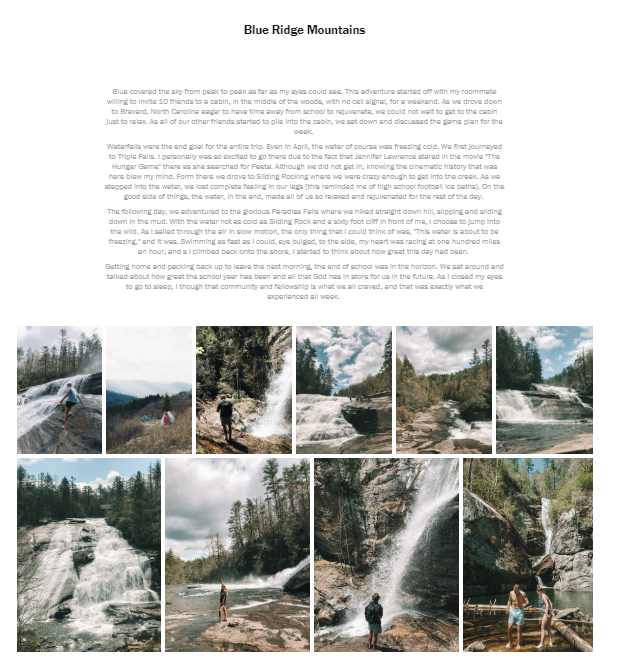 Blue Ridge Mountains
Blue covered the sky from peak to peak as far as my eyes could see. This adventure started off with my roommate
willing to invite 10 friends to a cabin, in the middle of the woods, with no cell signal, for a weekend. As we drove down
to Brevard, North Carolina eager to have time away from school to rejuvenate, we could not wait to get to the cabin
just to relax. As all of our other friends started to pile into the cabin, we sat down and discussed the game plan for the
week.
Waterfalls were the end goal for the entire trip. Even in April, the water of course was freezing cold. We first journeyed
to Triple Falls. I personally was so excited to go there due to the fact that Jennifer Lawrence stared in the movie "The
Hunger Game" there as she searched for Peeta. Although we did not get in, knowing the cinematic history that was
here blew my mind. Form there we drove to Sliding Rocking where we were crazy enough to get into the creek. As we
stepped into the water, we lost complete feeling in our legs (this reminded me of high school football ice baths). On the
good side of things, the water, in the end, made all of us so relaxed and rejuvenated for the rest of the day.
The following day, we adventured to the glorious Paradise Falls where we hiked straight down hill, slipping and sliding
down in the mud. With the water not as cold as Sliding Rock and a sixty foot cliff in front of me, I choose to jump into
the wild. As I sailed through the air in slow motion, the only thing that I could think of was, "This water is about to be
freezing," and it was. Swimming as fast as I could, eye bulged, to the side, my heart was racing at one hundred miles
an hour, and as I climbed back onto the shore, I started to think about how great this day had been.
Getting home and packing back up to leave the next morning, the end of school was in the horizon. We sat around and
talked about how great the school year has been and all that God has in store for us in the future. As I closed my eyes
to go to sleep, I though that community and fellowship is what we all craved, and that was exactly what we
experienced all week.